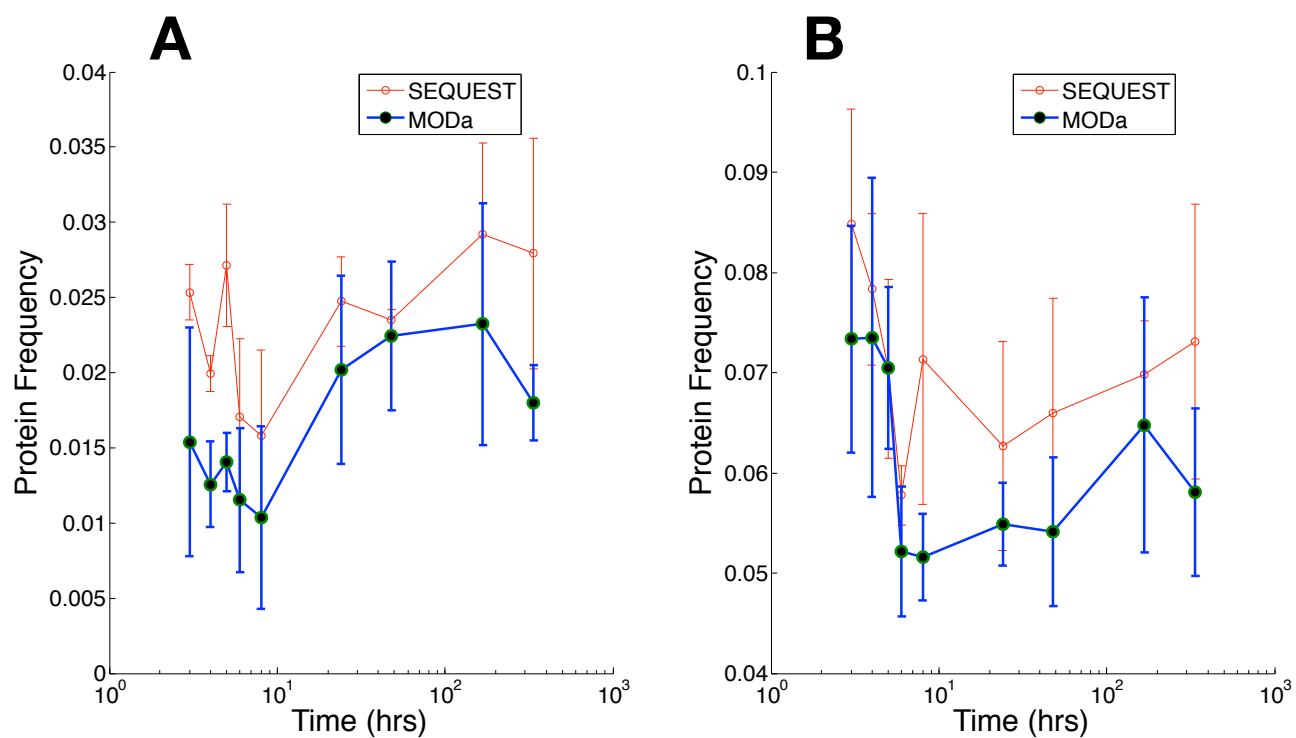 A
0.04
0.035
0.03
0.025
0.02
0.015
0.01
0.005
0
Protein Frequency
SEQUEST
MODa
10^0
10^1
10^2
10^3
Time (hrs)
B
0.1
0.09
0.08
0.07
0.06
0.05
0.04
Protein Frequency
SEQUEST
MODa
10^0
10^1
10^2
10^3
Time (hrs)